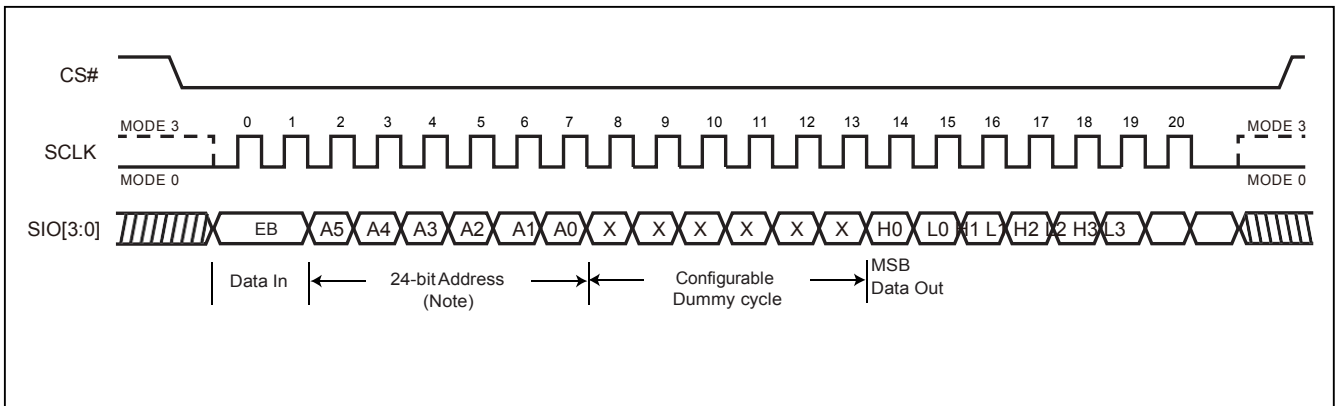 CS#
MODE 3
0 1 2 3 4 5 6 7 8 9 10 11 12 13 14 15 16 17 18 19 20
MODE 3
SCLK
MODE 0
MODE 0
SIO[3:0]
EB A5 A4 A3 A2 A1 A0 X X X X X X H0 L0 H1 L1 H2 L2 H3 L3
Data In
24-bit Address
(Note)
Configurable
Dummy cycle
MSB
Data Out